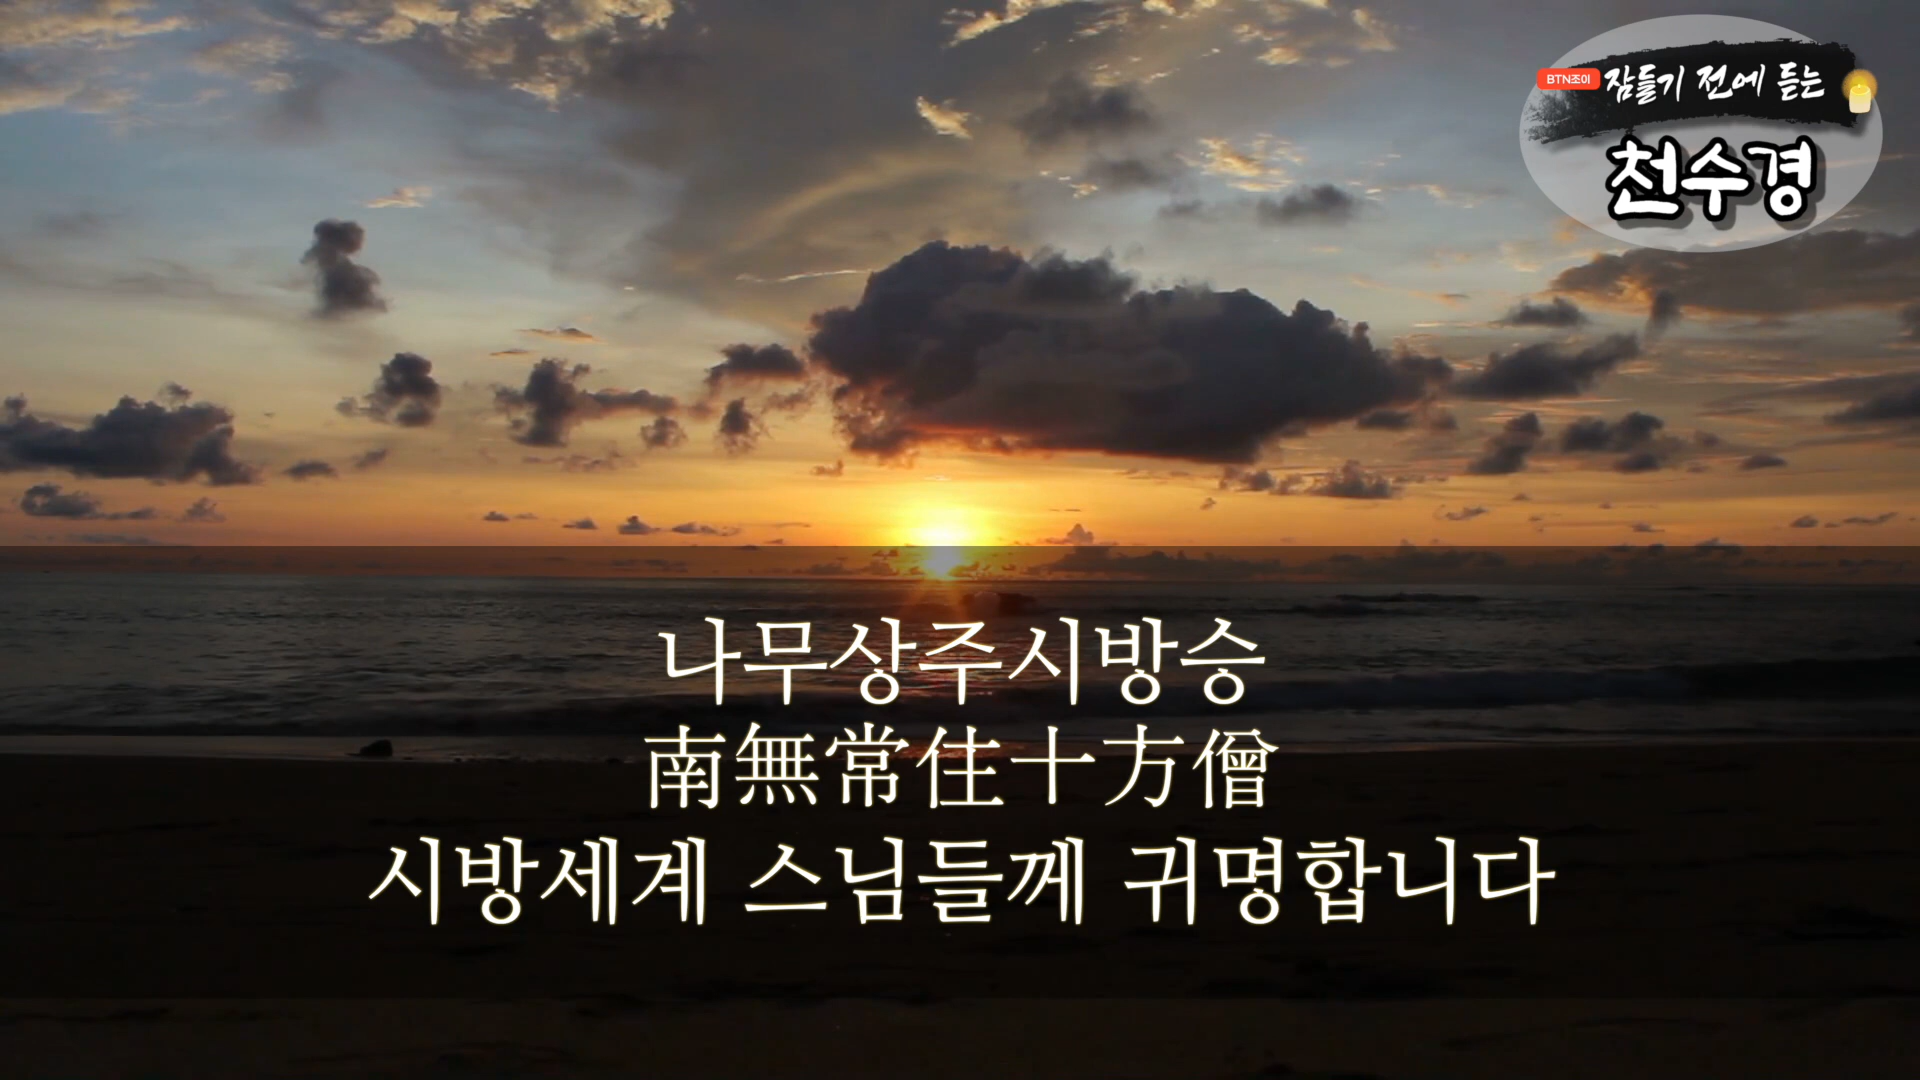 BTN조이
잠들기 전에 듣는
천수경
나무상주시방승
南無常住十方僧
시방세계 스님들께 귀명합니다